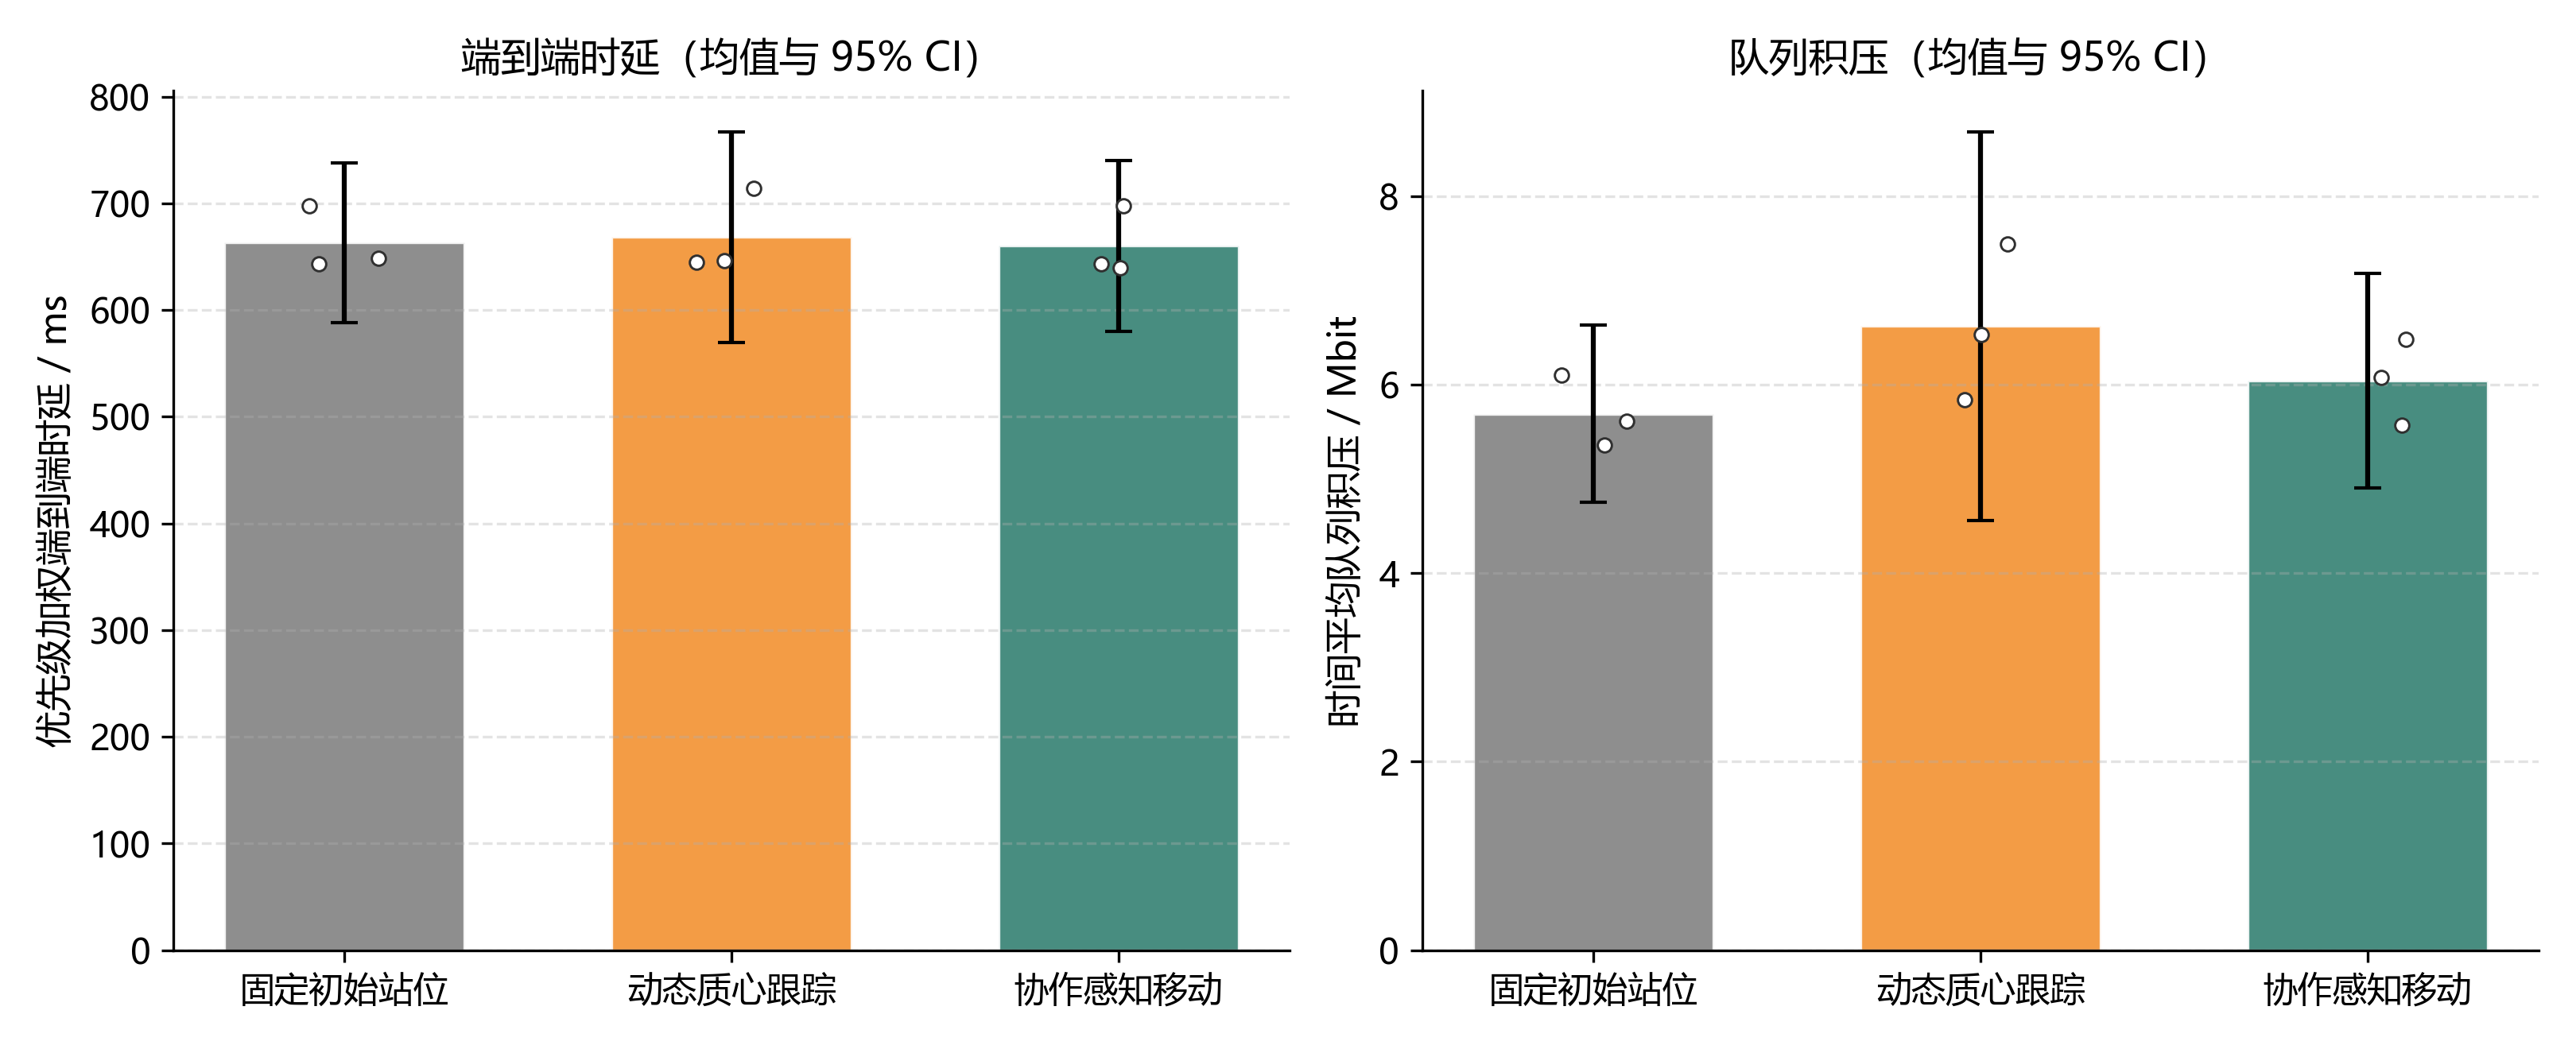 端到端时延（均值与 95% CI）
优先级加权端到端时延 / ms
800
700
600
500
400
300
200
100
0
固定初始站位
动态质心跟踪
协作感知移动
队列积压（均值与 95% CI）
时间平均队列积压 / Mbit
8
6
4
2
0
固定初始站位
动态质心跟踪
协作感知移动